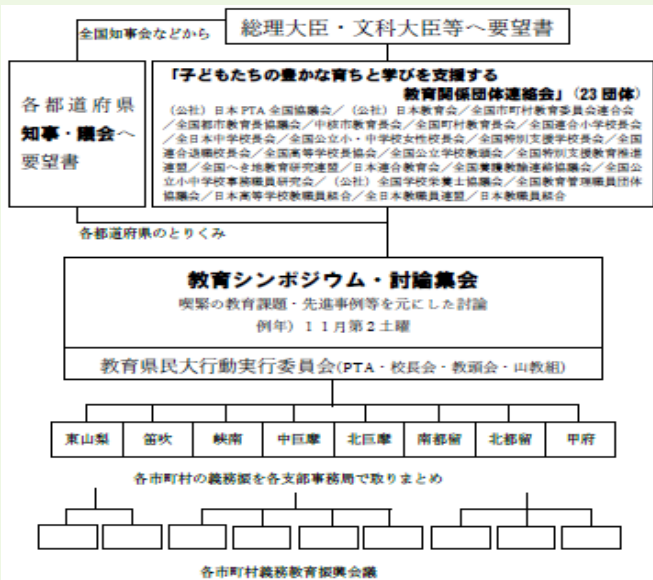 全国知事会などから
総理大臣・文科大臣等へ要望書
各都道府県
知事・議会へ
要望書
「子どもたちの豊かな育ちと学びを支援する
教育関係団体連絡会」(23 団体)
(公社)日本 PTA 全国協議会/(公社)日本教育会/全国市町村教育委員会連合会
/全国都市教育長協議会/中核市教育長会/全国町村教育長会/全国連合小学校長会
/全日本中学校長会/全国公立小・中学校女性校長会/全国特別支援学校長会/全国
連合退職校長会/全国高等学校長協会/全国公立学校教頭会/全国特別支援教育推進
連盟/全国へき地教育研究連盟/日本連合教育会/全国養護教諭連絡協議会/全国公
立小中学校事務職員研究会/(公社)全国学校栄養士協議会/全国教育管理職員団体
協議会/日本高等学校教職員組合/全日本教職員連盟/日本教職員組合
各都道府県のとりくみ
教育シンポジウム・討論集会
喫緊の教育課題・先進事例等を元にした討論
例年)11月第2土曜
教育県民大行動実行委員会(PTA・校長会・教頭会・山教組)
東山梨
笛吹
峡南
中巨摩
北巨摩
南都留
北都留
甲府
各市町村の義務振を各支部事務局で取りまとめ
各市町村義務教育振興会議